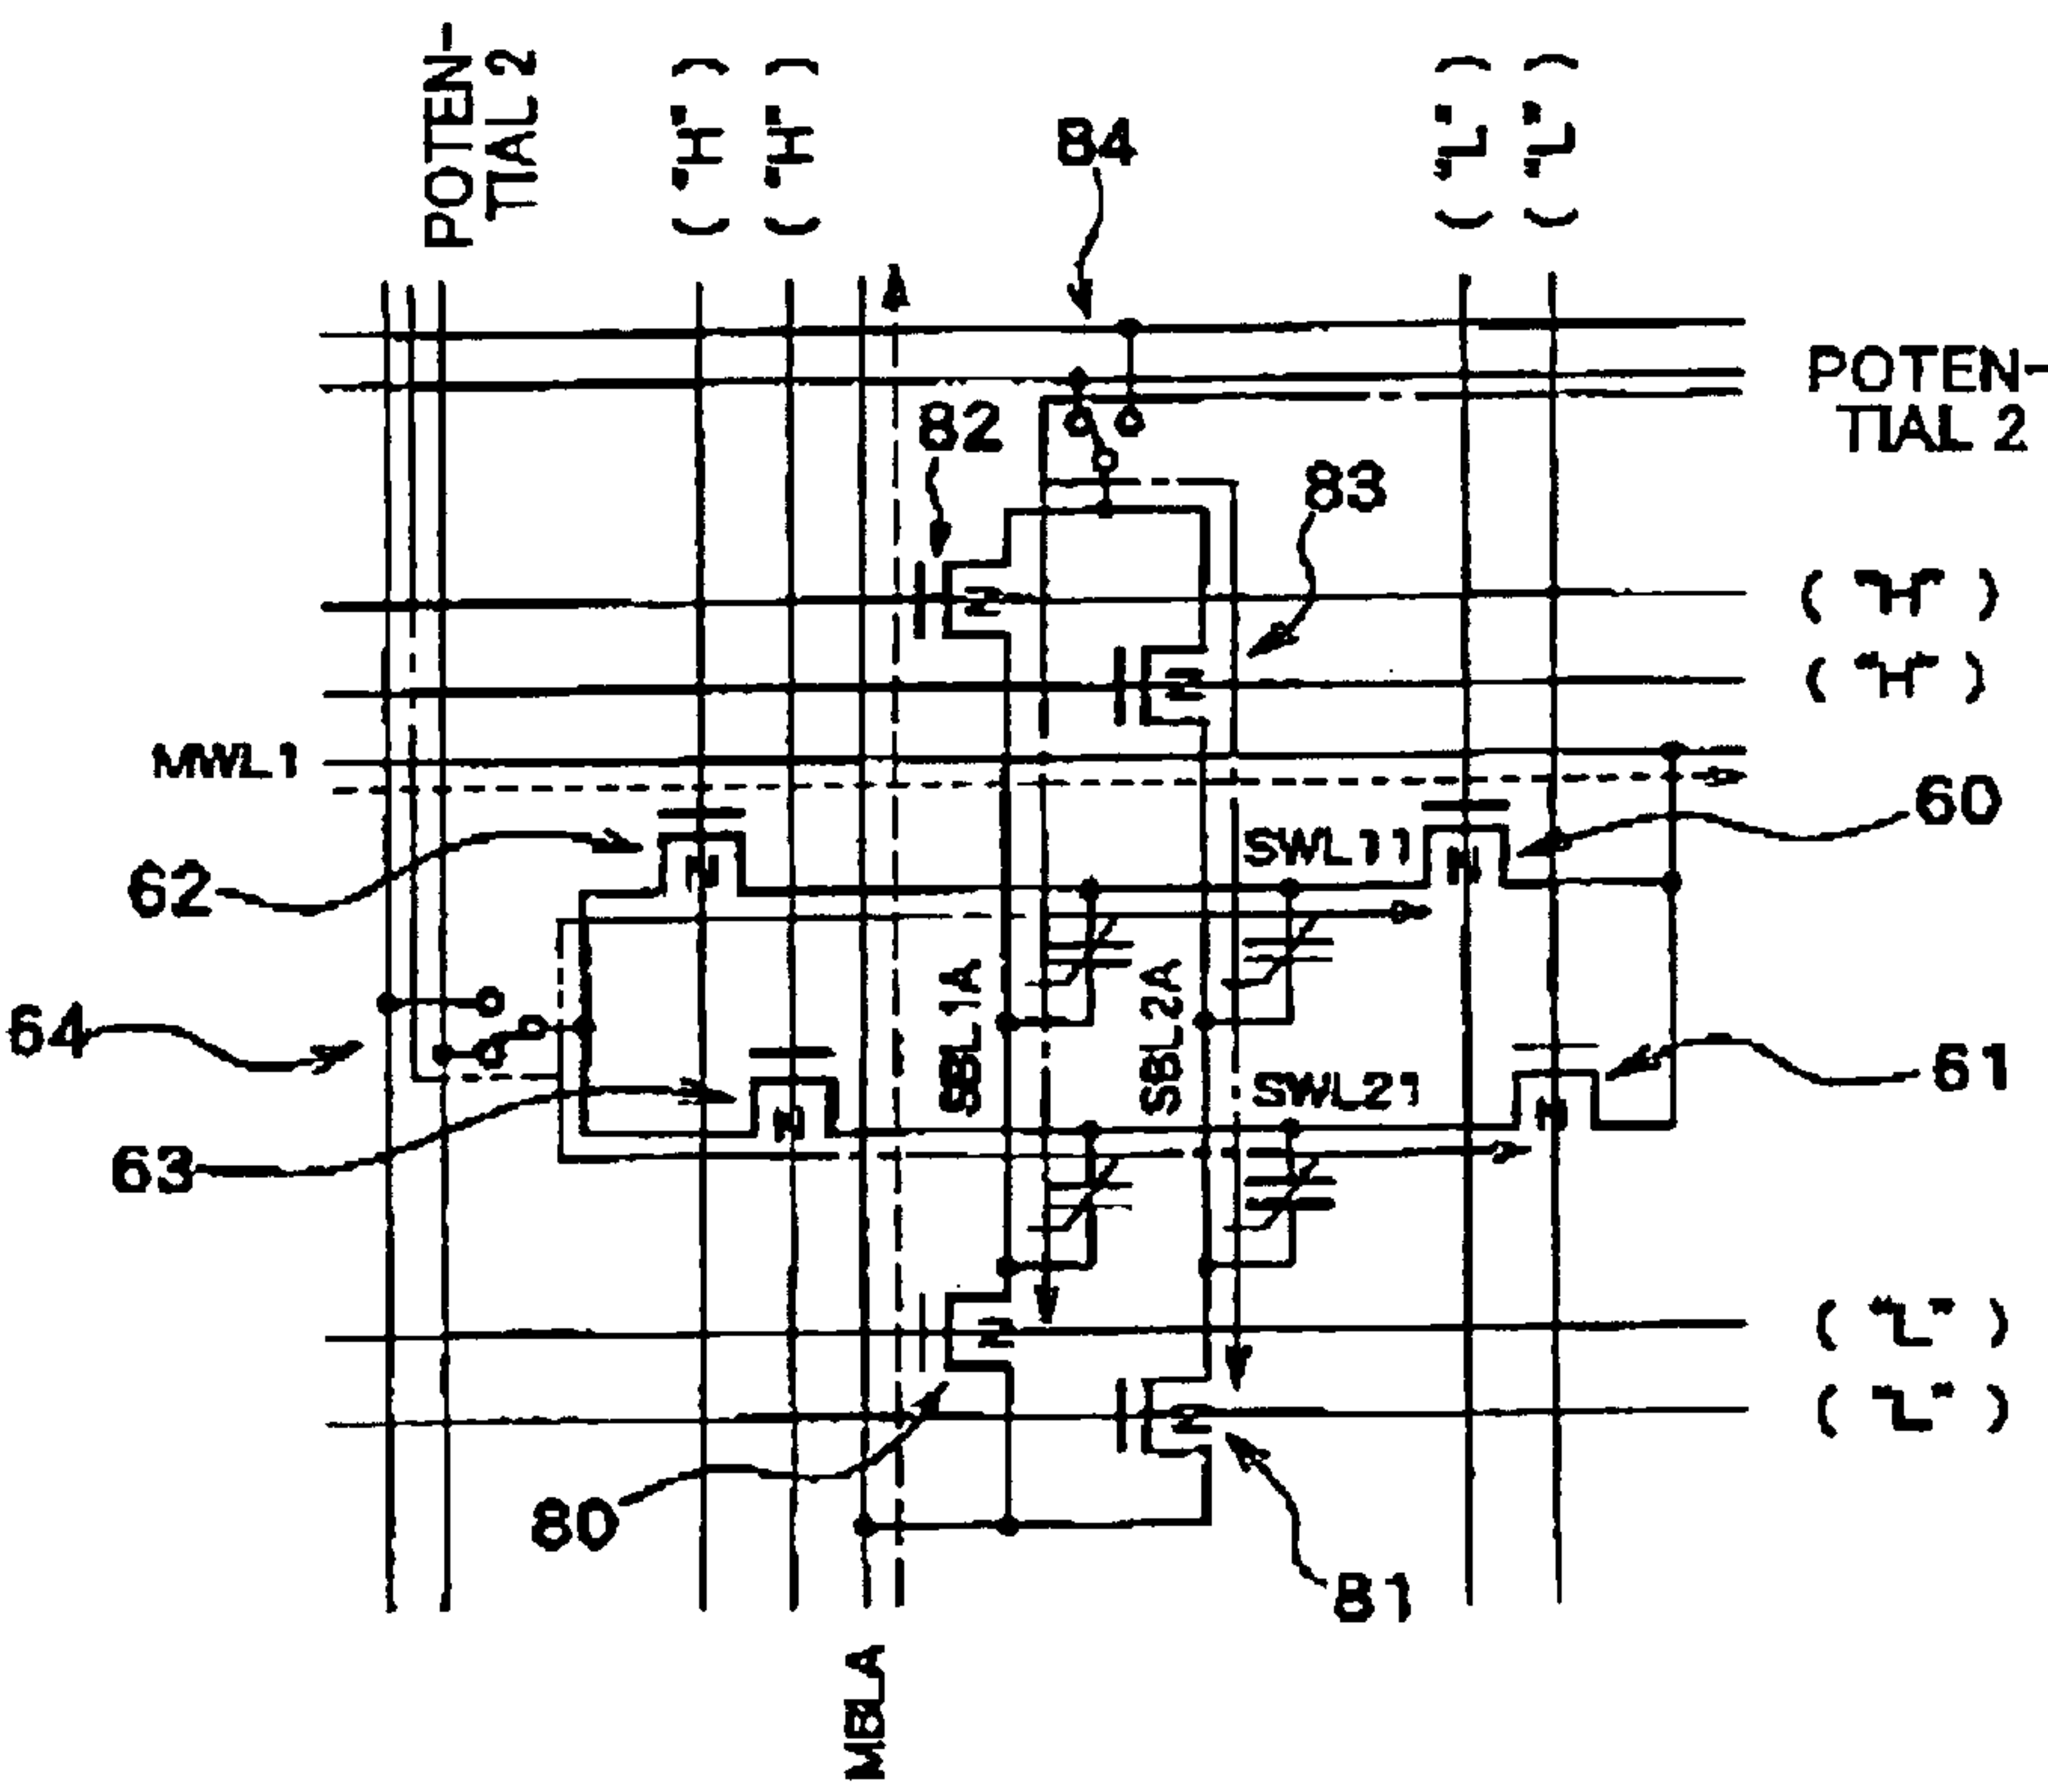 POTEN-
TIAL 2
("H")
("H")
84
("L")
("L")
POTEN-
TIAL 2
82
83
N
("H")
("H")
N
MWL1
60
62
N
SWL11
N
64
SBL1A
SBL2A
63
N
SWL21
N
61
N
("L")
("L")
N
80
81
MBLA